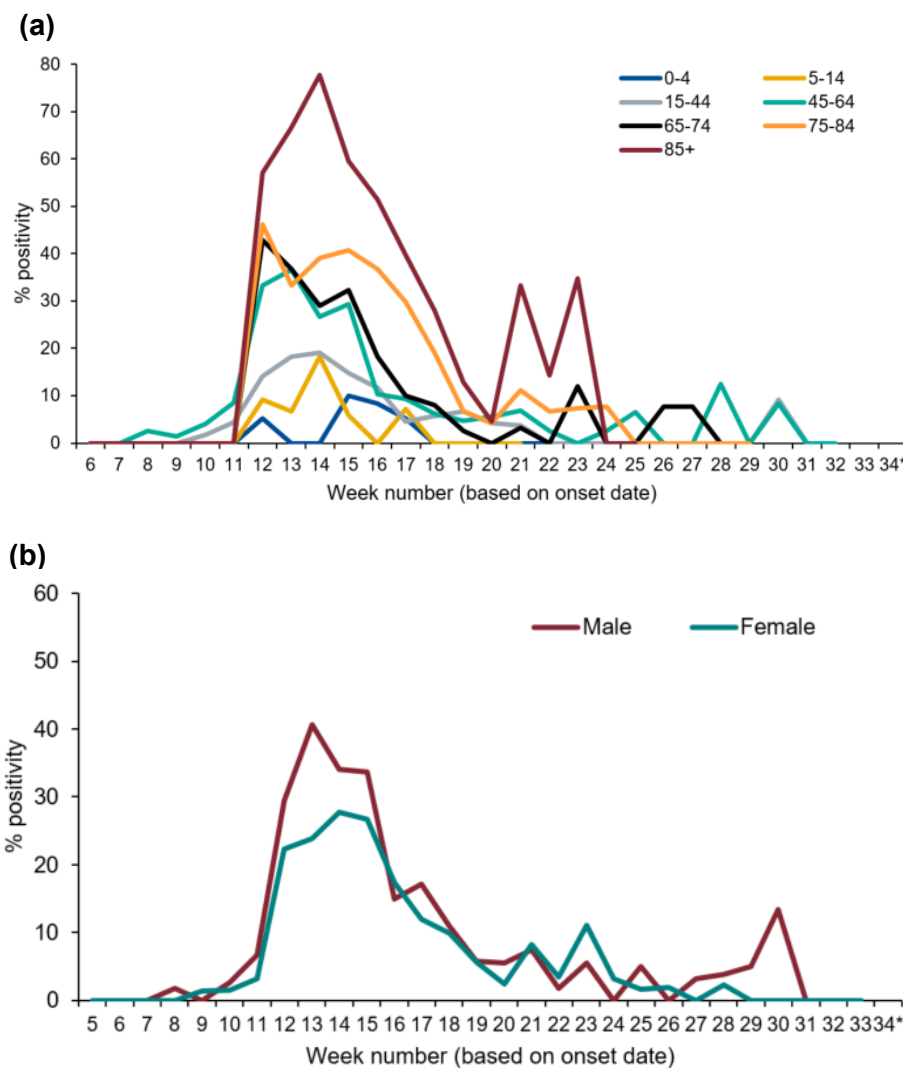 (a)
80
70
60
50
40
30
20
10
0
% positivity
0-4 5-14
15-44 45-64
65-74 75-84
85+
6 7 8 9 10 11 12 13 14 15 16 17 18 19 20 21 22 23 24 25 26 27 28 29 30 31 32 33 34*
Week number (based on onset date)
(b)
60
50
40
30
20
10
0
% positivity
Male Female
5 6 7 8 9 10 11 12 13 14 15 16 17 18 19 20 21 22 23 24 25 26 27 28 29 30 31 32 33 34*
Week number (based on onset date)